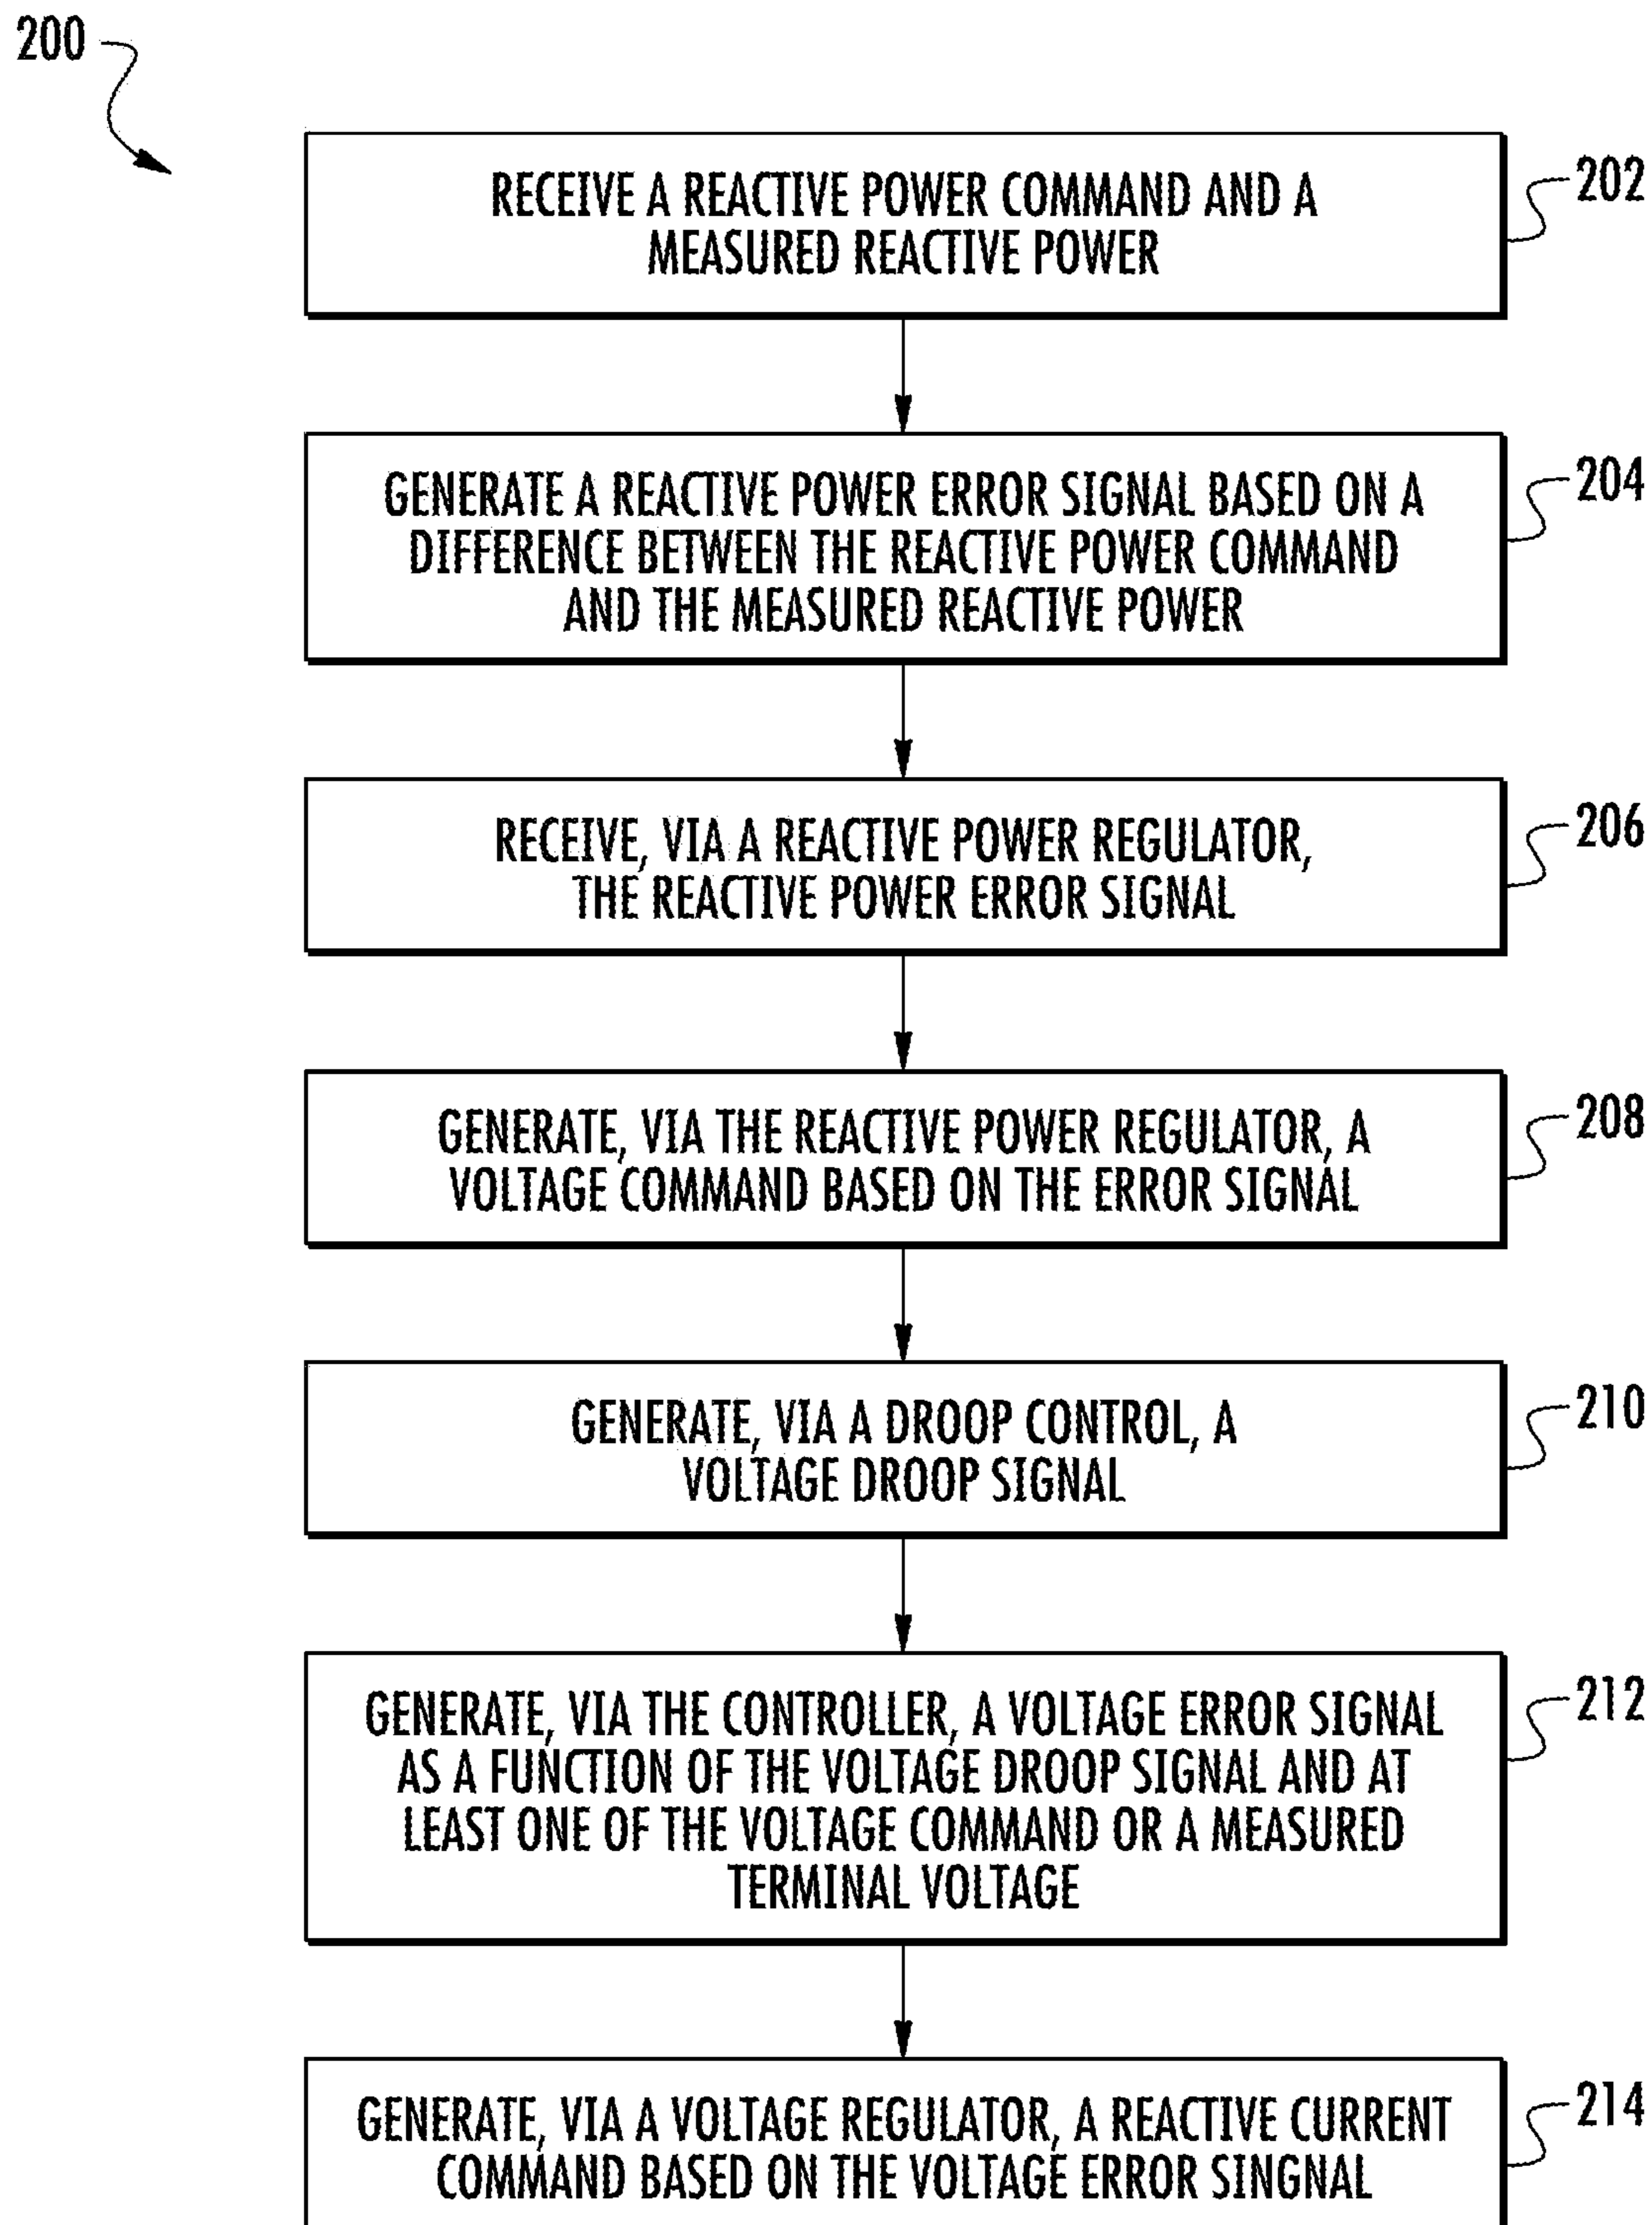 200
RECEIVE A REACTIVE POWER COMMAND AND A
MEASURED REACTIVE POWER
202
GENERATE A REACTIVE POWER ERROR SIGNAL BASED ON A
DIFFERENCE BETWEEN THE REACTIVE POWER COMMAND
AND THE MEASURED REACTIVE POWER
204
RECEIVE, VIA A REACTIVE POWER REGULATOR,
THE REACTIVE POWER ERROR SIGNAL
206
GENERATE, VIA THE REACTIVE POWER REGULATOR, A
VOLTAGE COMMAND BASED ON THE ERROR SIGNAL
208
GENERATE, VIA A DROOP CONTROL, A
VOLTAGE DROOP SIGNAL
210
GENERATE, VIA THE CONTROLLER, A VOLTAGE ERROR SIGNAL
AS A FUNCTION OF THE VOLTAGE DROOP SIGNAL AND AT
LEAST ONE OF THE VOLTAGE COMMAND OR A MEASURED
TERMINAL VOLTAGE
212
GENERATE, VIA A VOLTAGE REGULATOR, A REACTIVE CURRENT
COMMAND BASED ON THE VOLTAGE ERROR SINGNAL
214